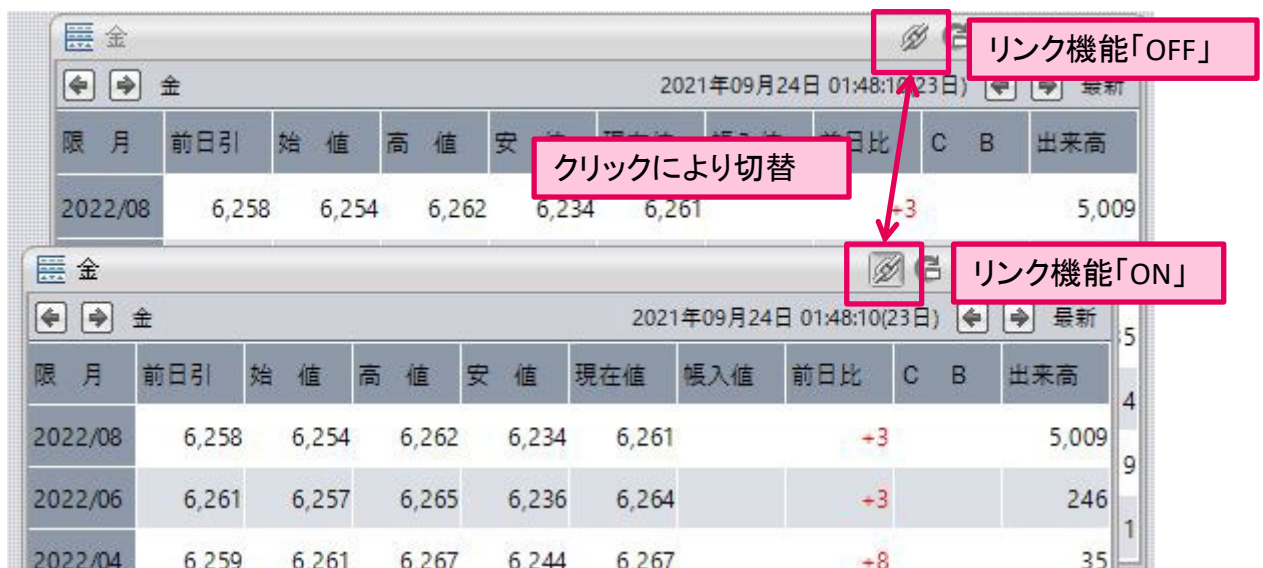 金
リンク機能「OFF」
金 2021年09月24日 01:48:10(23日) 最新
限 月 前日引 始 値 高 値 安 値 現在値 帳入値 前日比 C B 出来高
クリックにより切替
2022/08 6,258 6,254 6,262 6,234 6,261 +3 5,009
金
リンク機能「ON」
金 2021年09月24日 01:48:10(23日) 最新
5
限 月 前日引 始 値 高 値 安 値 現在値 帳入値 前日比 C B 出来高
4
2022/08 6,258 6,254 6,262 6,234 6,261 +3 5,009
9
2022/06 6,261 6,257 6,265 6,236 6,264 +3 246
1
2022/04 6,259 6,261 6,267 6,244 6,267 +8 35